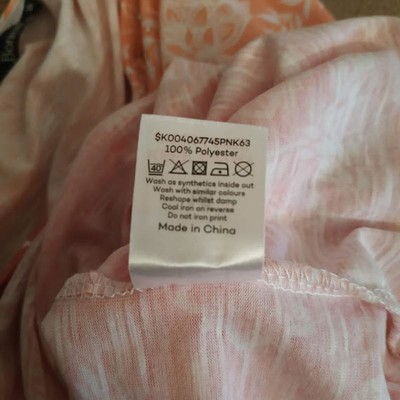 $K004067745PNK63
100% Polyester
40
Wash as synthetics inside out
Wash with similar colours
Reshape whilst damp
Cool iron on reverse
Do not iron print
Made in China